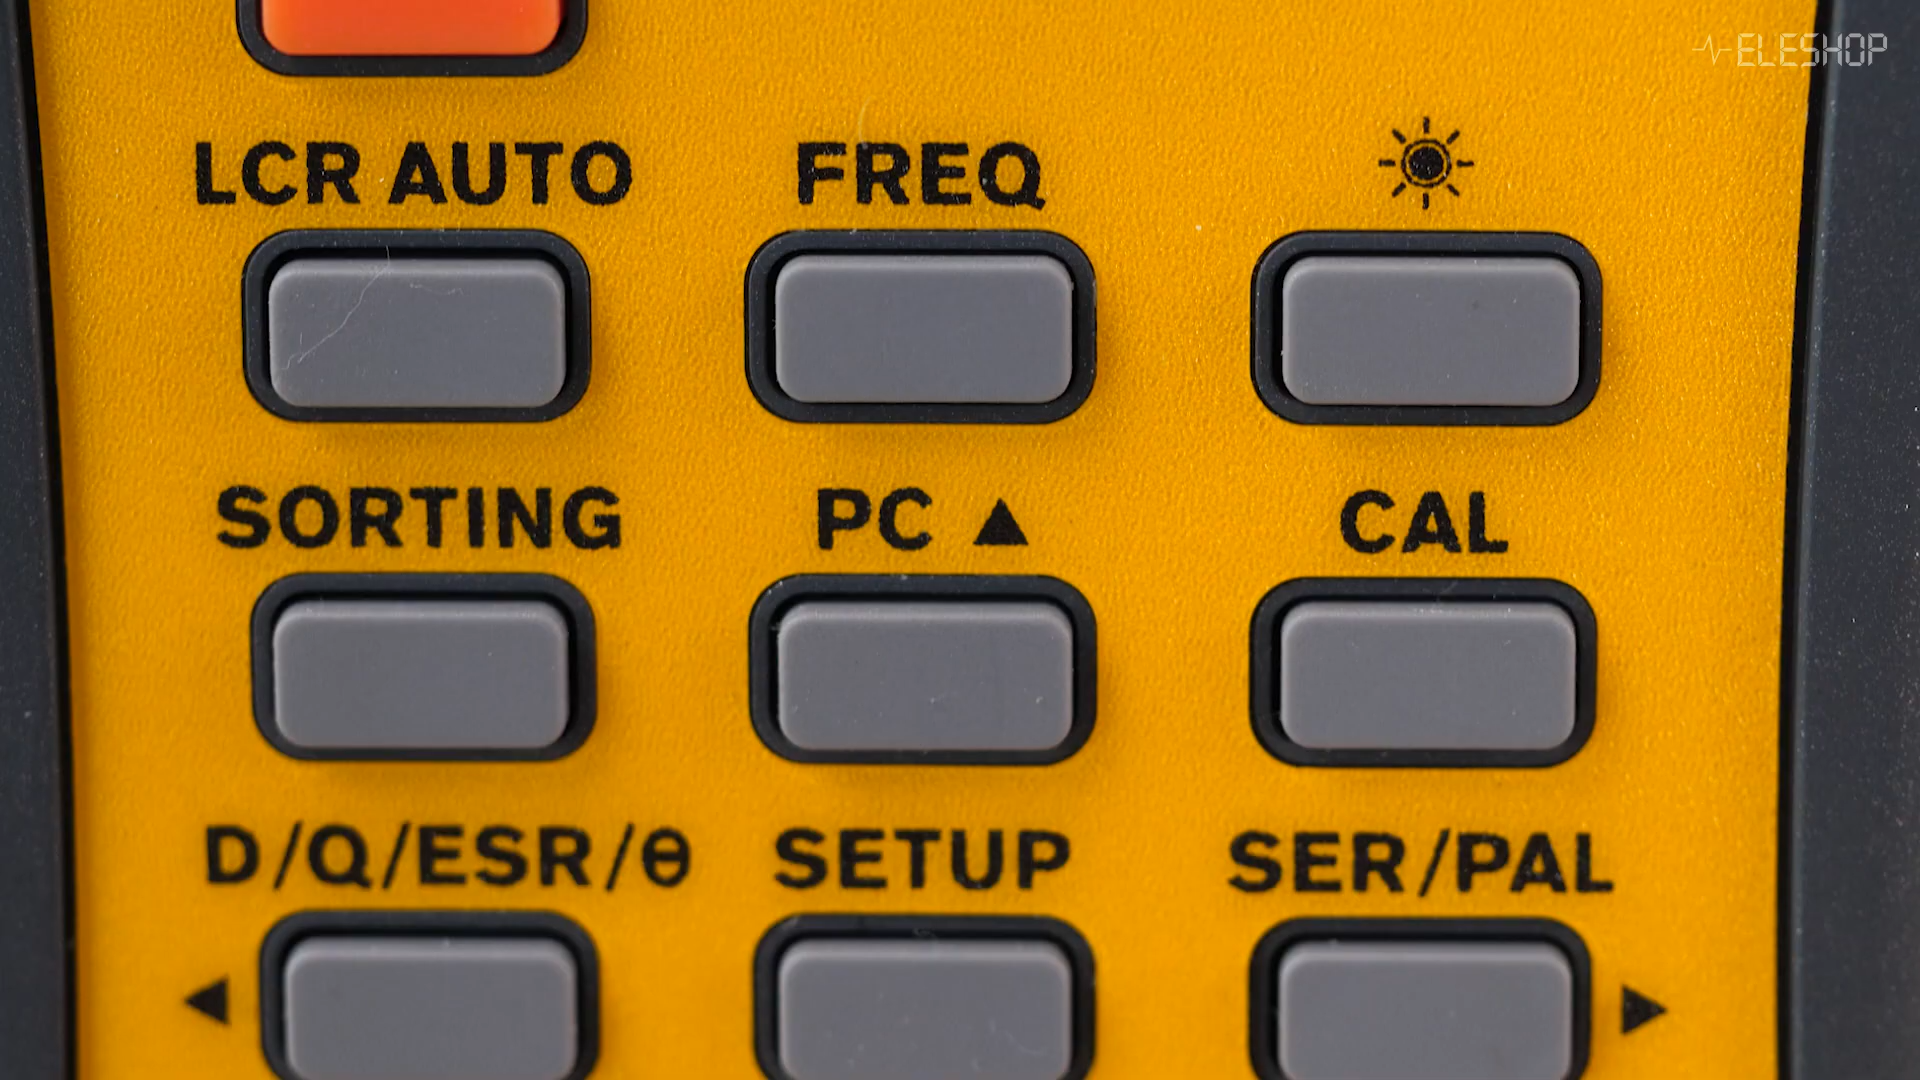 ELESHOP
LCR AUTO
FREQ
SORTING
PC ▲
CAL
D/Q/ESR/θ
SETUP
SER/PAL